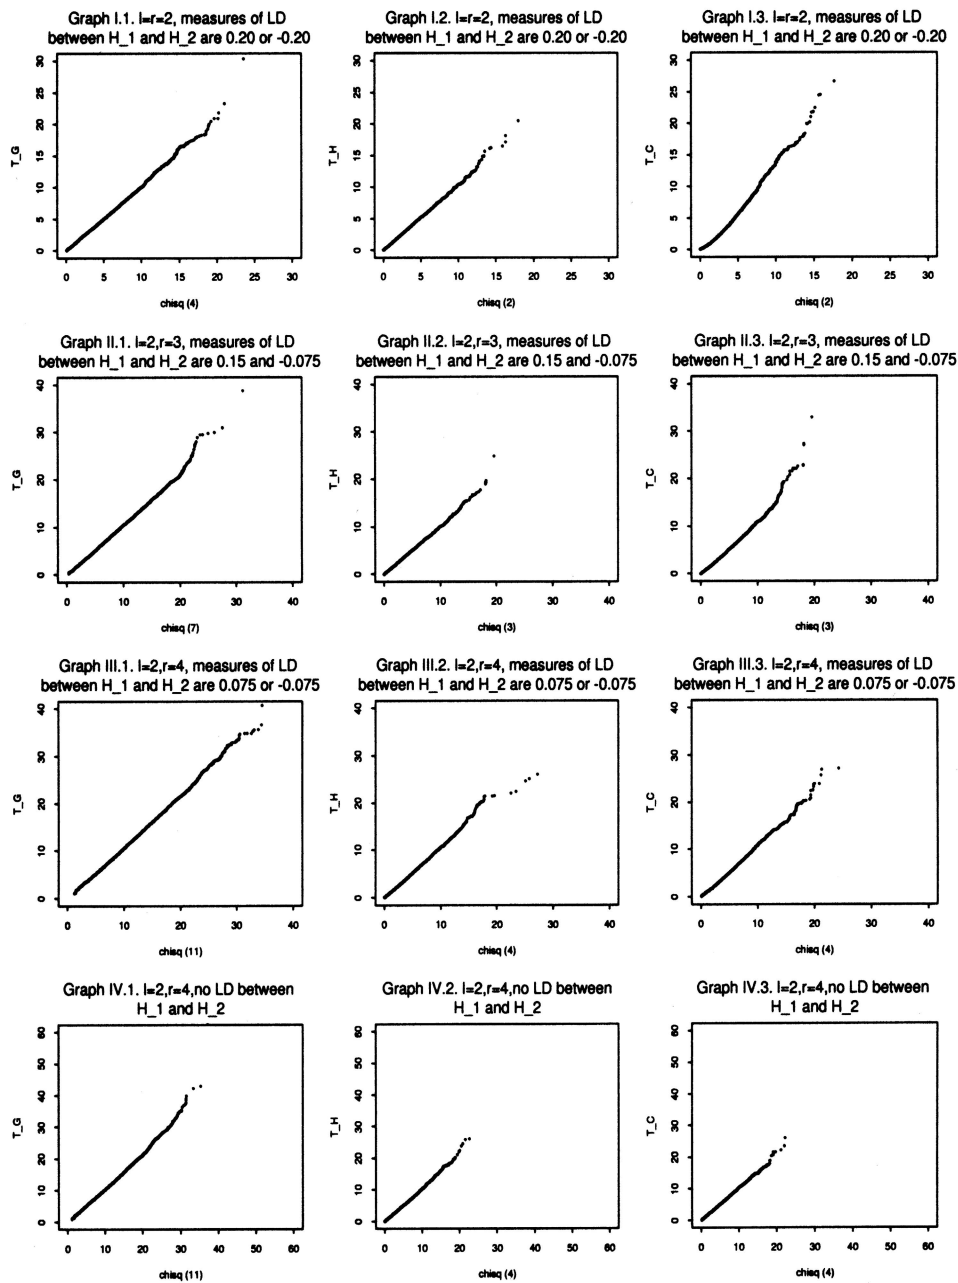 Graph I.1. l=r=2, measures of LD
between H_1 and H_2 are 0.20 or -0.20
T_G
0 5 10 15 20 25 30
0 5 10 15 20 25 30
chisq (4)
Graph I.2. l=r=2, measures of LD
between H_1 and H_2 are 0.20 or -0.20
T_H
0 5 10 15 20 25 30
0 5 10 15 20 25 30
chisq (2)
Graph I.3. l=r=2, measures of LD
between H_1 and H_2 are 0.20 or -0.20
T_C
0 5 10 15 20 25 30
0 5 10 15 20 25 30
chisq (2)
Graph II.1. l=2,r=3, measures of LD
between H_1 and H_2 are 0.15 and -0.075
T_G
0 10 20 30 40
0 10 20 30 40
chisq (7)
Graph II.2. l=2,r=3, measures of LD
between H_1 and H_2 are 0.15 and -0.075
T_H
0 10 20 30 40
0 10 20 30 40
chisq (3)
Graph II.3. l=2,r=3, measures of LD
between H_1 and H_2 are 0.15 and -0.075
T_C
0 10 20 30 40
0 10 20 30 40
chisq (3)
Graph III.1. l=2,r=4, measures of LD
between H_1 and H_2 are 0.075 or -0.075
T_G
0 10 20 30 40
0 10 20 30 40
chisq (11)
Graph III.2. l=2,r=4, measures of LD
between H_1 and H_2 are 0.075 or -0.075
T_H
0 10 20 30 40
0 10 20 30 40
chisq (4)
Graph III.3. l=2,r=4, measures of LD
between H_1 and H_2 are 0.075 or -0.075
T_C
0 10 20 30 40
0 10 20 30 40
chisq (4)
Graph IV.1. l=2,r=4,no LD between
H_1 and H_2
T_G
0 10 20 30 40 50 60
0 10 20 30 40 50 60
chisq (11)
Graph IV.2. l=2,r=4,no LD between
H_1 and H_2
T_H
0 10 20 30 40 50 60
0 10 20 30 40 50 60
chisq (4)
Graph IV.3. l=2,r=4,no LD between
H_1 and H_2
T_C
0 10 20 30 40 50 60
0 10 20 30 40 50 60
chisq (4)